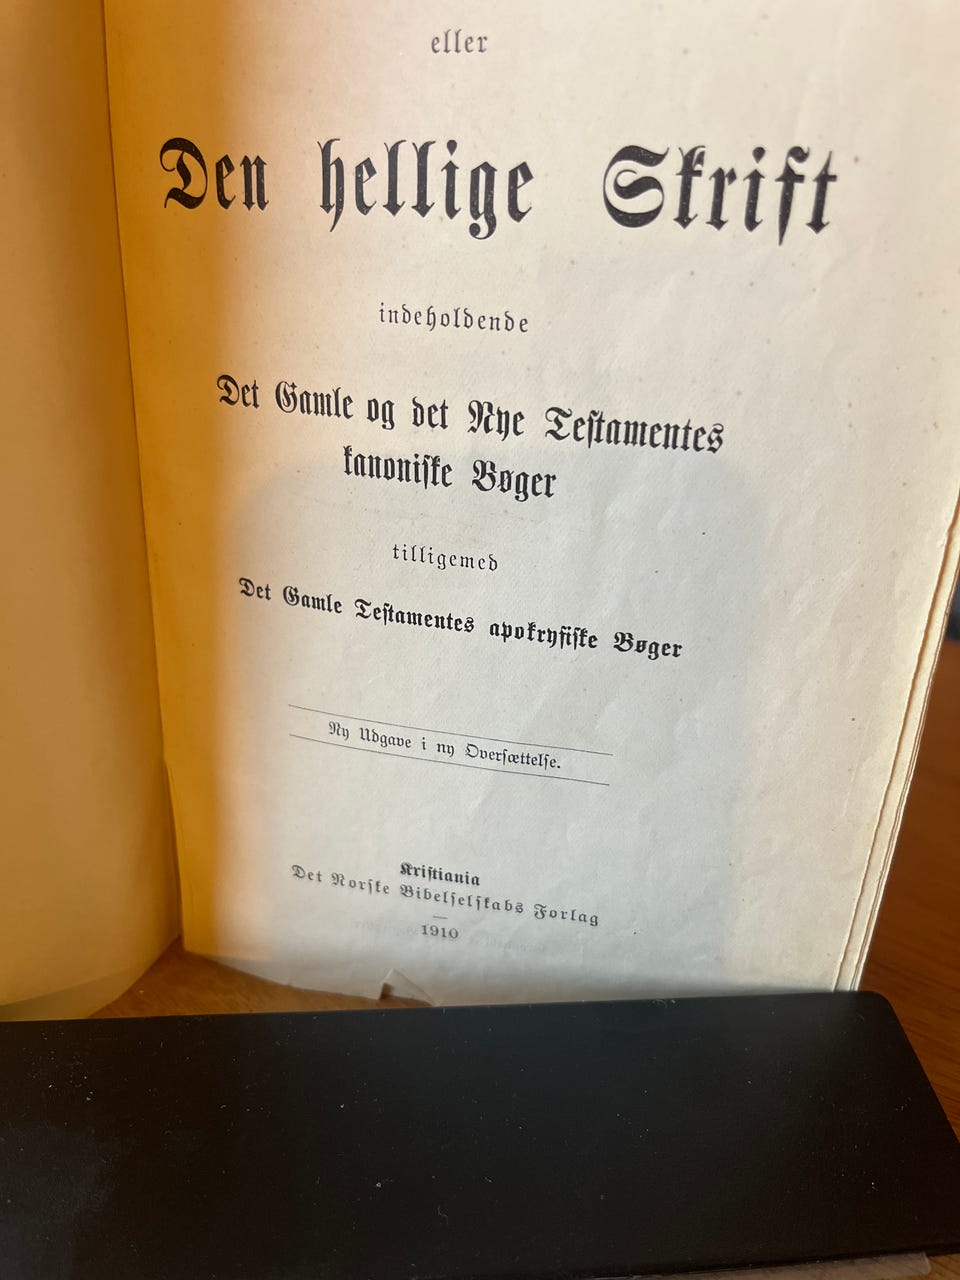 eller
Den hellige Skrift
indeholdende
Det Gamle og det Nye Testamentes
kanoniske Bøger
tilligemed
Det Gamle Testamentes apokryfiske Bøger
Ny Udgave i ny Oversættelse.
Kristiania
Det Norske Bibelselskabs Forlag
1910